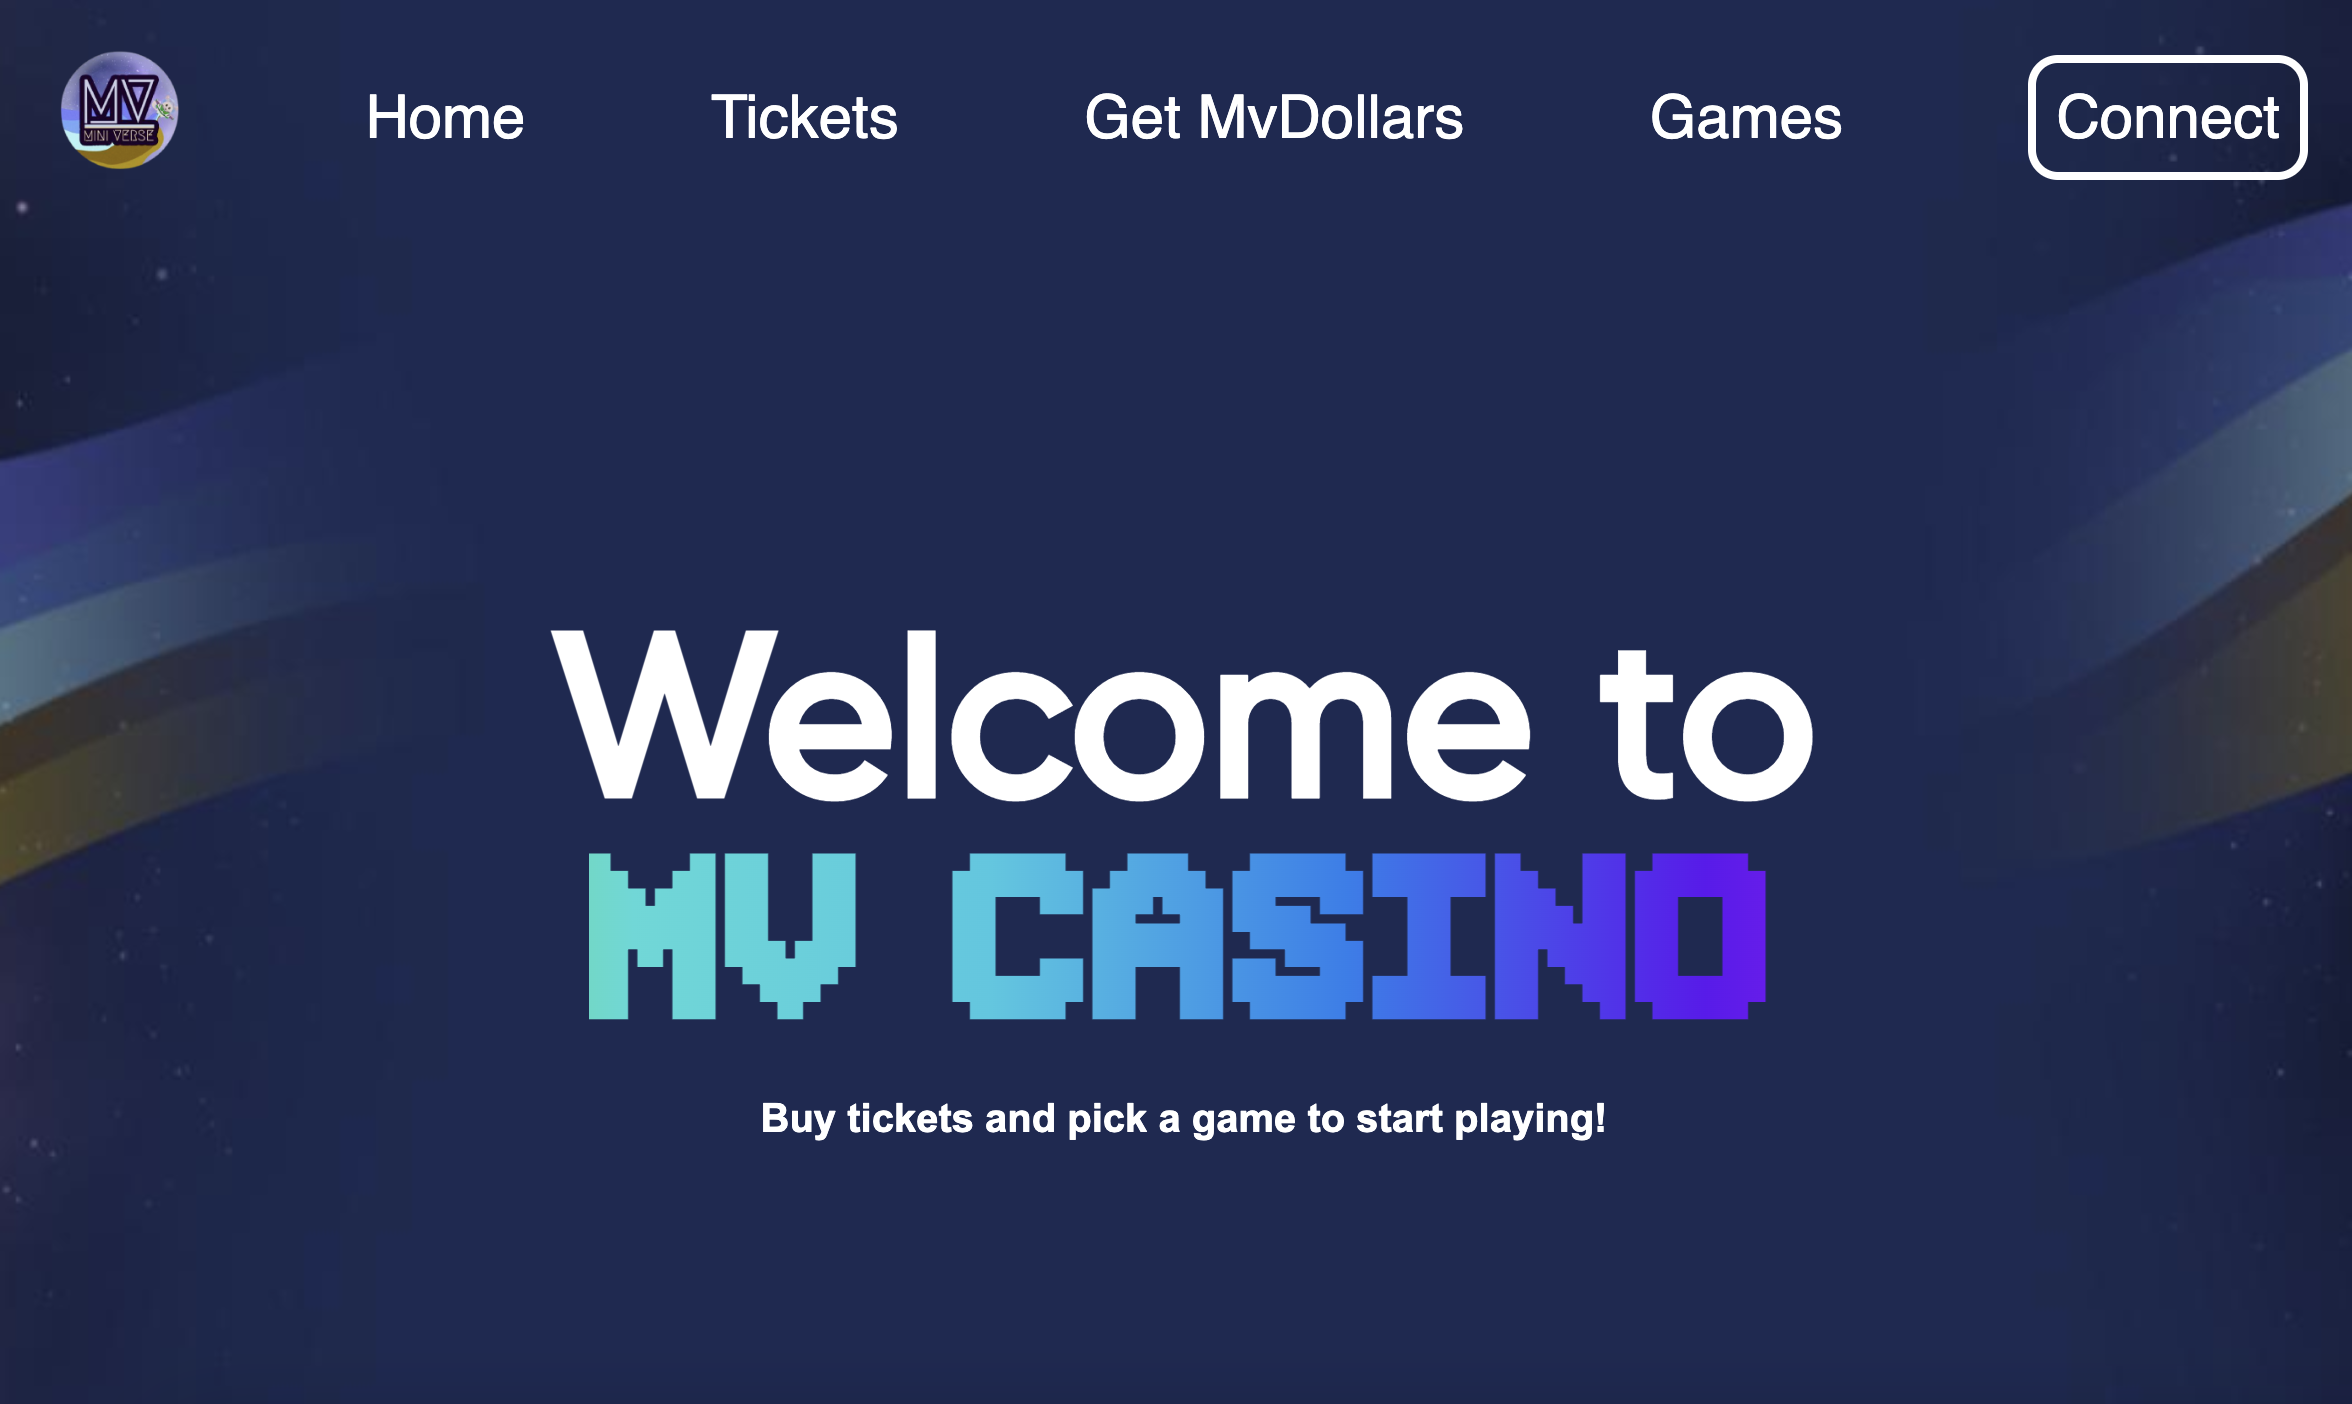 MV
MINI VERSE
Home
Tickets
Get MvDollars
Games
Connect
Welcome to
MV CASINO
Buy tickets and pick a game to start playing!